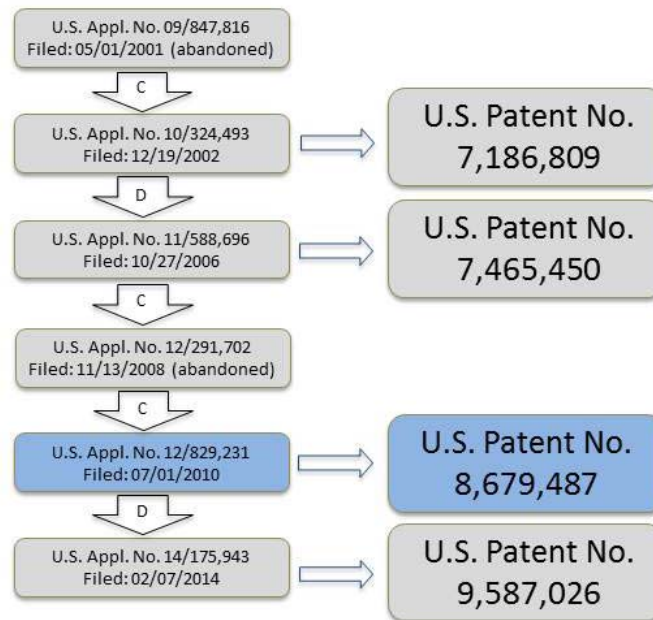 U.S. Appl. No. 09/847,816
Filed: 05/01/2001 (abandoned)
C
U.S. Appl. No. 10/324,493
Filed: 12/19/2002
U.S. Patent No.
7,186,809
D
U.S. Appl. No. 11/588,696
Filed: 10/27/2006
U.S. Patent No.
7,465,450
C
U.S. Appl. No. 12/291,702
Filed: 11/13/2008 (abandoned)
C
U.S. Appl. No. 12/829,231
Filed: 07/01/2010
U.S. Patent No.
8,679,487
D
U.S. Appl. No. 14/175,943
Filed: 02/07/2014
U.S. Patent No.
9,587,026